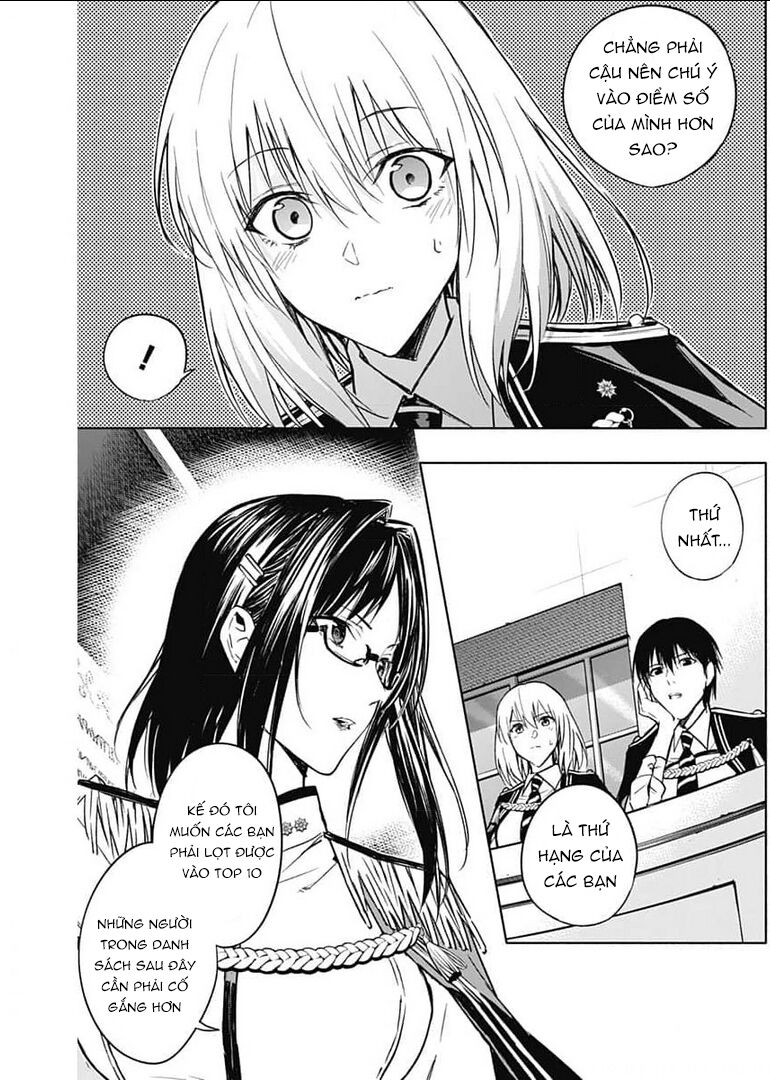 CHẲNG PHẢI
CẬU NÊN CHÚ Ý
VÀO ĐIỂM SỐ
CỦA MÌNH HƠN
SAO?
!
THỨ
NHẤT...
LÀ THỨ
HẠNG CỦA
CÁC BẠN
KẾ ĐÓ TÔI
MUỐN CÁC BẠN
PHẢI LỌT ĐƯỢC
VÀO TOP 10
NHỮNG NGƯỜI
TRONG DANH
SÁCH SAU ĐÂY
CẦN PHẢI CỐ
GẮNG HƠN